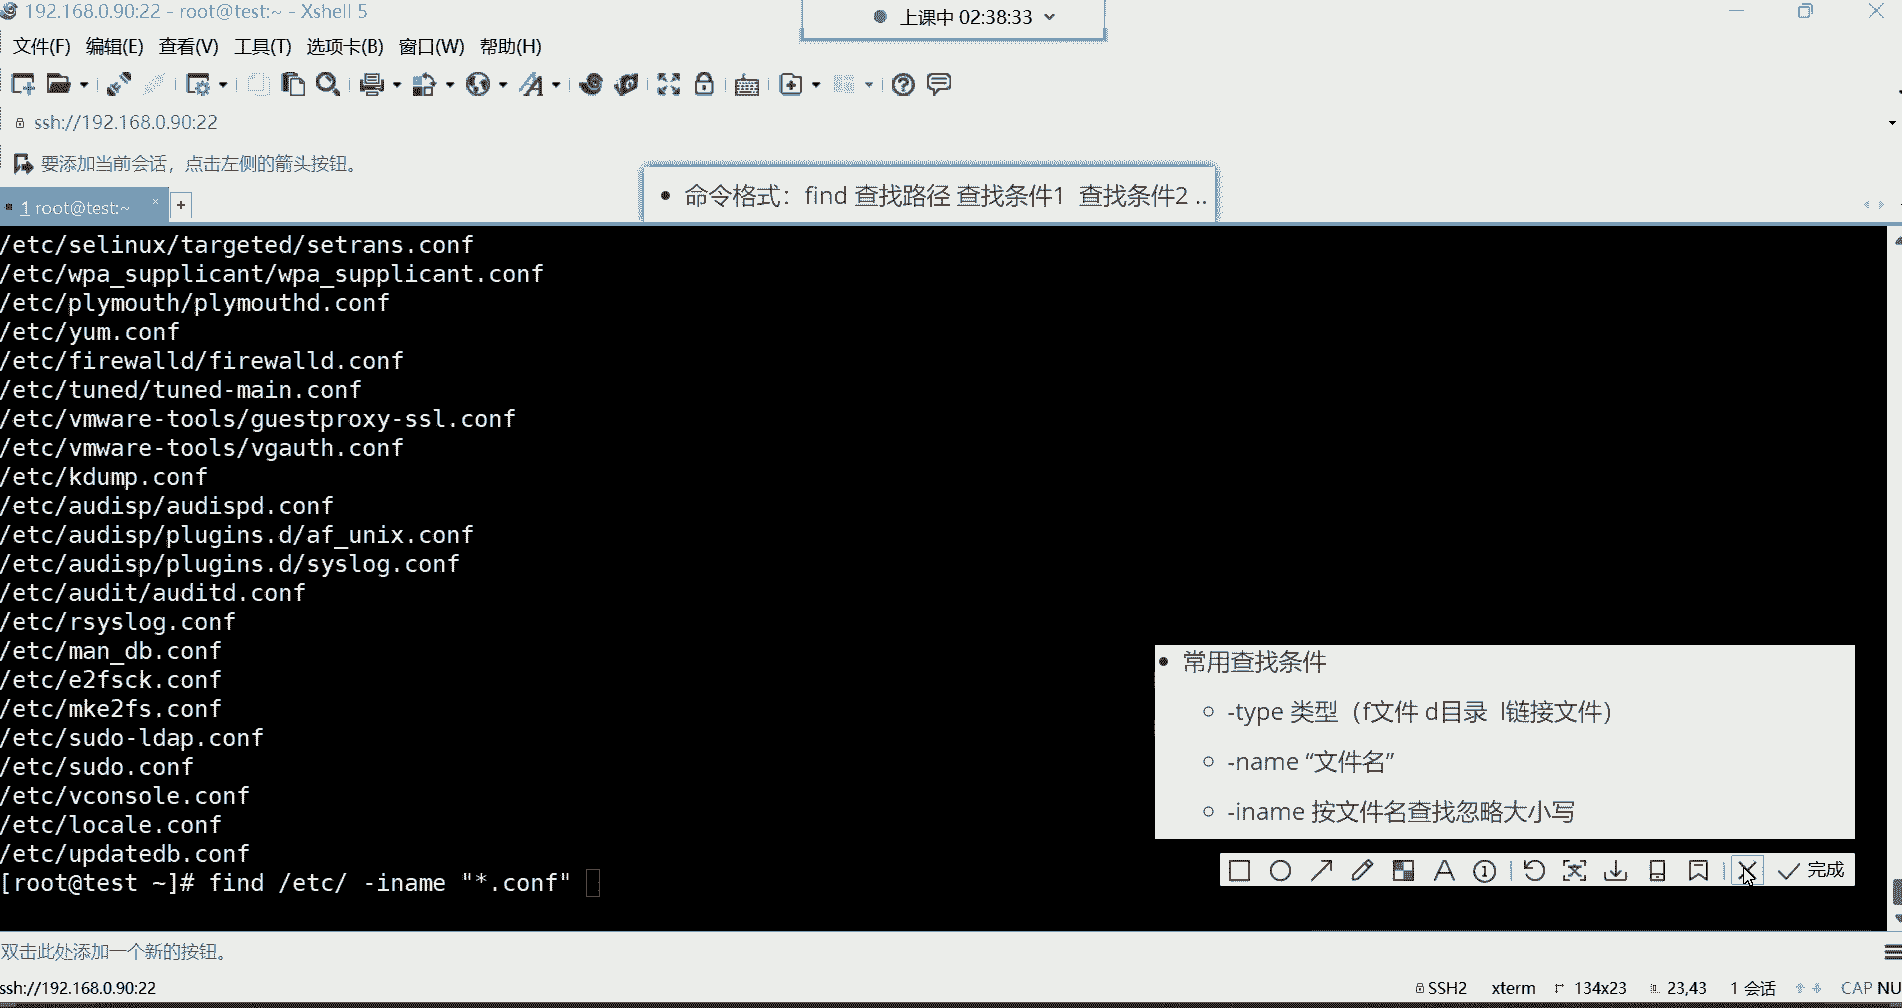 192.168.0.90:22 - root@test:~ - Xshell 5
上课中 02:38:33
文件(F) 编辑(E) 查看(V) 工具(T) 选项卡(B) 窗口(W) 帮助(H)
ssh://192.168.0.90:22
要添加当前会话，点击左侧的箭头按钮。
命令格式：find 查找路径 查找条件1 查找条件2 ..
1 root@test:~
/etc/selinux/targeted/setrans.conf
/etc/wpa_supplicant/wpa_supplicant.conf
/etc/plymouth/plymouthd.conf
/etc/yum.conf
/etc/firewalld/firewalld.conf
/etc/tuned/tuned-main.conf
/etc/vmware-tools/guestproxy-ssl.conf
/etc/vmware-tools/vgauth.conf
/etc/kdump.conf
/etc/audisp/audispd.conf
/etc/audisp/plugins.d/af_unix.conf
/etc/audisp/plugins.d/syslog.conf
/etc/audit/auditd.conf
/etc/rsyslog.conf
/etc/man_db.conf
/etc/e2fsck.conf
/etc/mke2fs.conf
/etc/sudo-ldap.conf
/etc/sudo.conf
/etc/vconsole.conf
/etc/locale.conf
/etc/updatedb.conf
[root@test ~]# find /etc/ -iname "*.conf"
常用查找条件
-type 类型（f文件 d目录 l链接文件）
-name “文件名”
-iname 按文件名查找忽略大小写
完成
双击此处添加一个新的按钮。
ssh://192.168.0.90:22
SSH2 xterm 134x23 23,43 1 会话 CAP NU